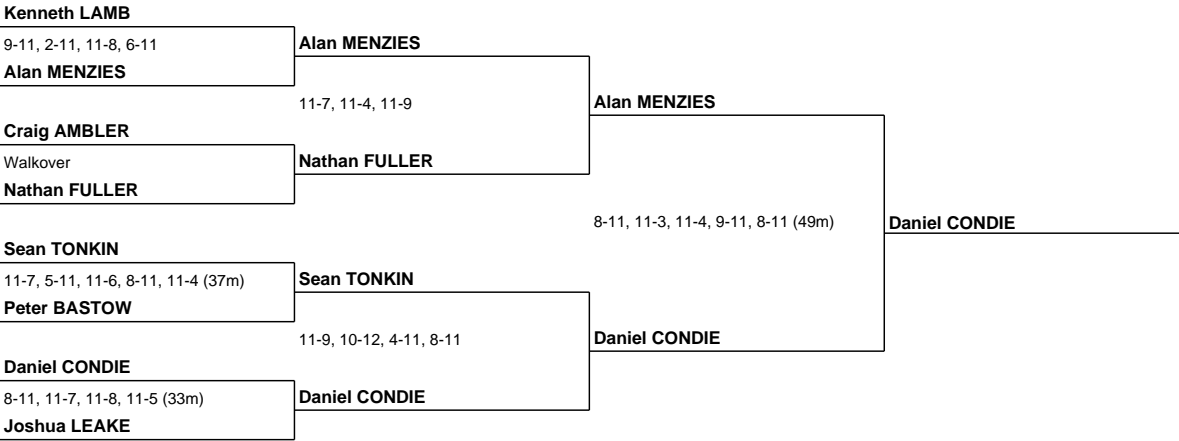 Kenneth LAMB
9-11, 2-11, 11-8, 6-11
Alan MENZIES
Craig AMBLER
Walkover
Nathan FULLER
Sean TONKIN
11-7, 5-11, 11-6, 8-11, 11-4 (37m)
Peter BASTOW
Daniel CONDIE
8-11, 11-7, 11-8, 11-5 (33m)
Joshua LEAKE
Alan MENZIES
11-7, 11-4, 11-9
Nathan FULLER
Sean TONKIN
11-9, 10-12, 4-11, 8-11
Daniel CONDIE
Alan MENZIES
8-11, 11-3, 11-4, 9-11, 8-11 (49m)
Daniel CONDIE
Daniel CONDIE